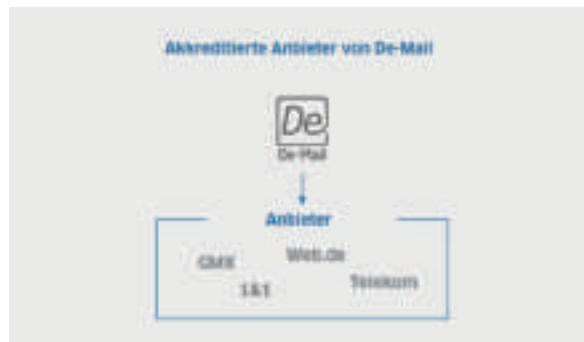 Akkreditierte Anbieter von De-Mail
De
De-Mail
Anbieter
GMX
Web.de
1&1
Telekom